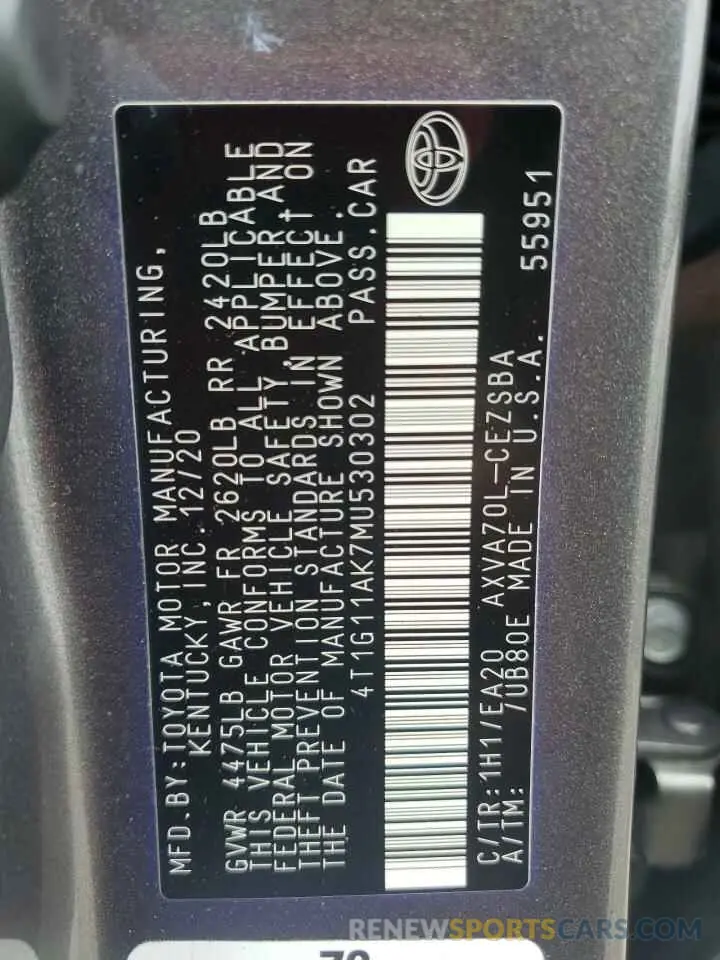 MFD.BY:TOYOTA MOTOR MANUFACTURING,
KENTUCKY, INC. 12/20
GVWR 4475LB GAWR FR 2620LB RR 2420LB
THIS VEHICLE CONFORMS TO ALL APPLICABLE
FEDERAL MOTOR VEHICLE SAFETY, BUMPER AND
THEFT PREVENTION STANDARDS IN EFFECT ON
THE DATE OF MANUFACTURE SHOWN ABOVE.
4T1G11AK7MU530302 PASS.CAR
C/TR:1H1/EA20 AXVA70L-CEZSBA
A/TM: /UB80E MADE IN U.S.A. 55951
RENEWSPORTSCARS.COM